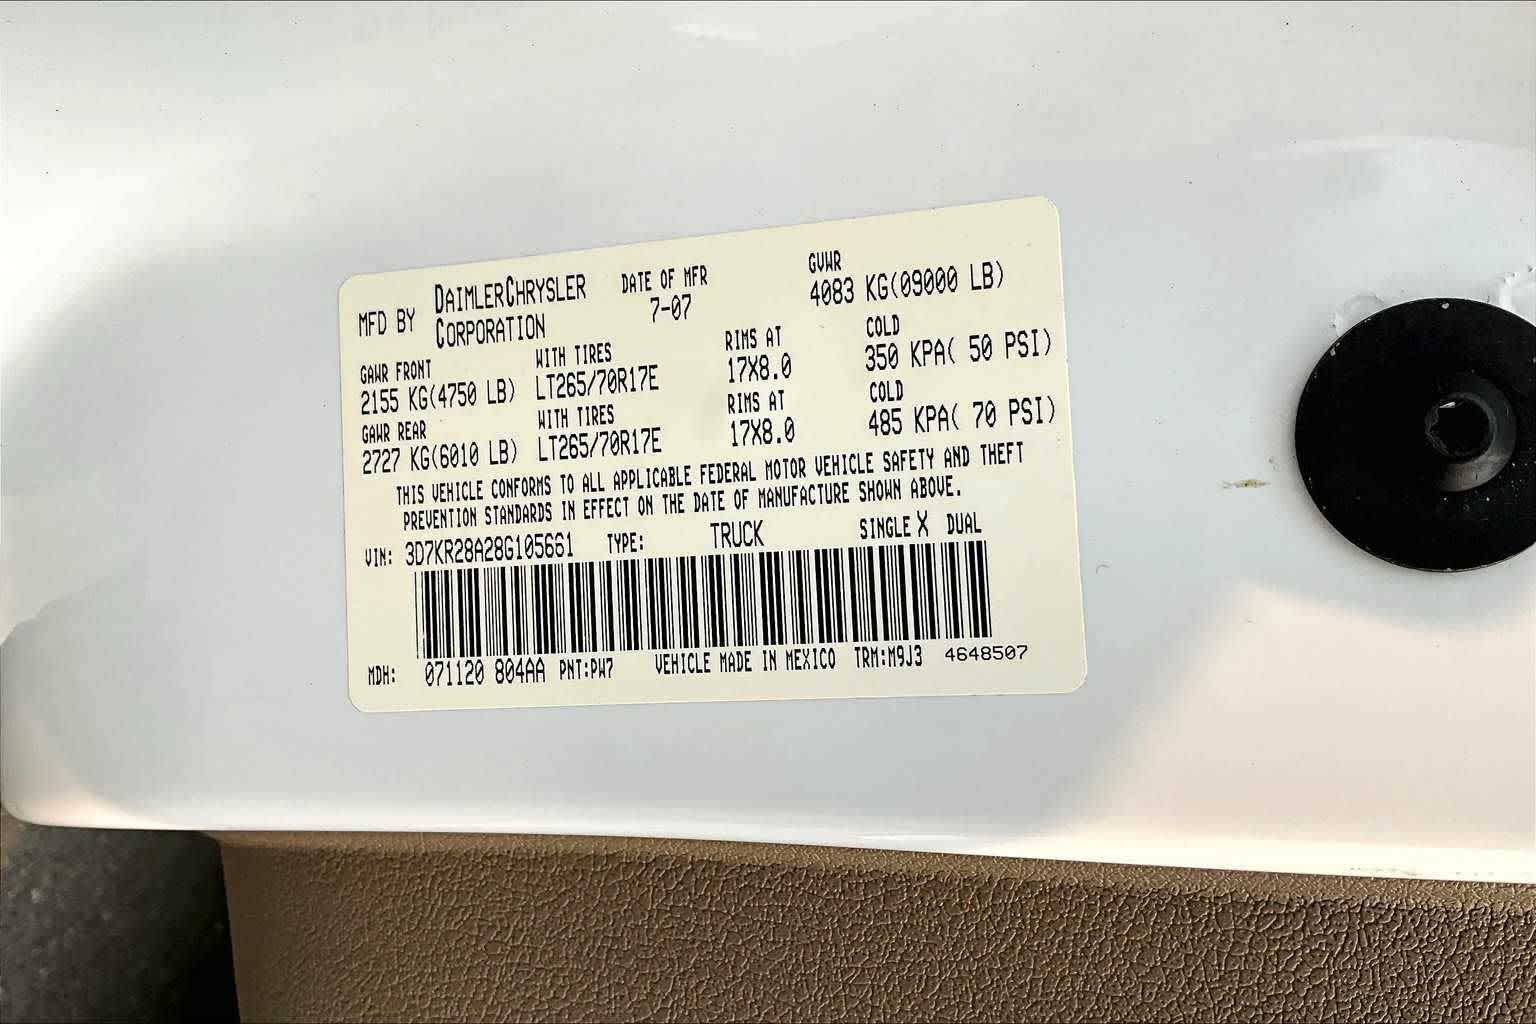 MFD BY DAIMLERCHRYSLER CORPORATION DATE OF MFR 7-07 GVWR 4083 KG(09000 LB)
GAWR FRONT WITH TIRES RIMS AT COLD
2155 KG(4750 LB) LT265/70R17E 17X8.0 350 KPA( 50 PSI)
GAWR REAR WITH TIRES RIMS AT COLD
2727 KG(6010 LB) LT265/70R17E 17X8.0 485 KPA( 70 PSI)
THIS VEHICLE CONFORMS TO ALL APPLICABLE FEDERAL MOTOR VEHICLE SAFETY AND THEFT
PREVENTION STANDARDS IN EFFECT ON THE DATE OF MANUFACTURE SHOWN ABOVE.
VIN: 3D7KR28A28G105661 TYPE: TRUCK SINGLE X DUAL
MDH: 071120 804AA PNT:PW7 VEHICLE MADE IN MEXICO TRM:M9J3 4648507